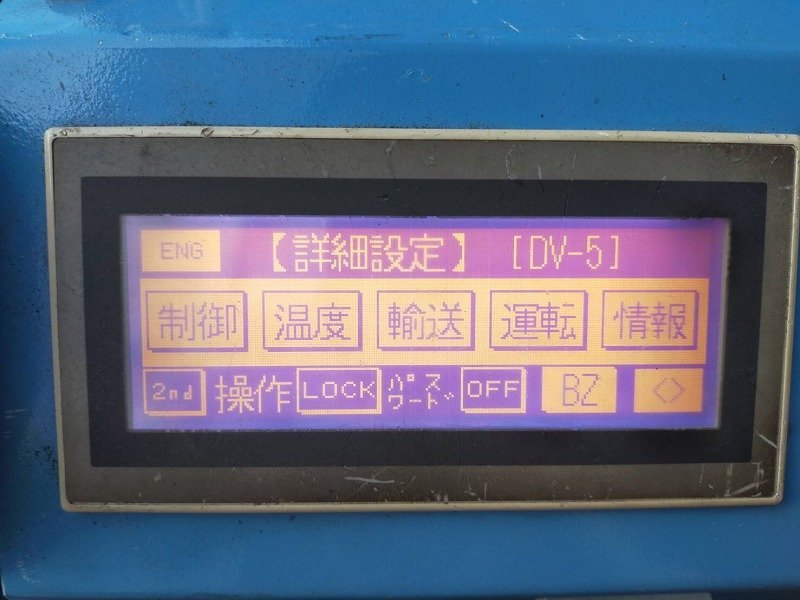 ENG 【詳細設定】 [DV-5]
制御 温度 輸送 運転 情報
2nd 操作 LOCK パスワード OFF BZ <>